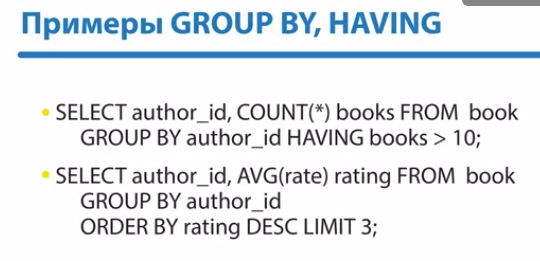 Примеры GROUP BY, HAVING
• SELECT author_id, COUNT(*) books FROM book
GROUP BY author_id HAVING books > 10;
• SELECT author_id, AVG(rate) rating FROM book
GROUP BY author_id
ORDER BY rating DESC LIMIT 3;